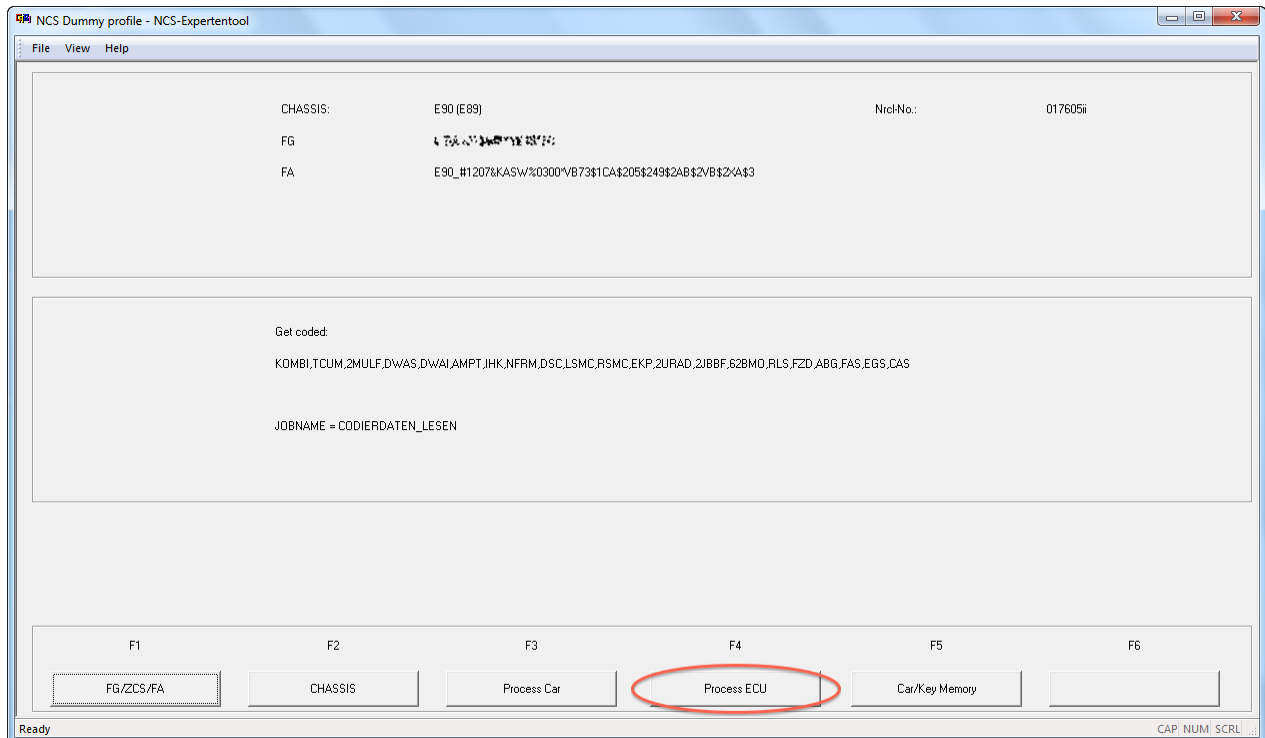 NCS Dummy profile - NCS-Expertentool
File View Help
CHASSIS: E90 (E89) Nrcl-No.: 017605ii
FG
FA E90_#1207&KASW%0300*VB73$1CA$205$249$2AB$2VB$2XA$3
Get coded:
KOMBI,TCUM,2MULF,DWAS,DWAI,AMPT,IHK,NFRM,DSC,LSMC,RSMC,EKP,2URAD,2JBBF,62BMO,RLS,FZD,ABG,FAS,EGS,CAS
JOBNAME = CODIERDATEN_LESEN
F1 F2 F3 F4 F5 F6
FG/ZCS/FA CHASSIS Process Car Process ECU Car/Key Memory
Ready CAP NUM SCRL